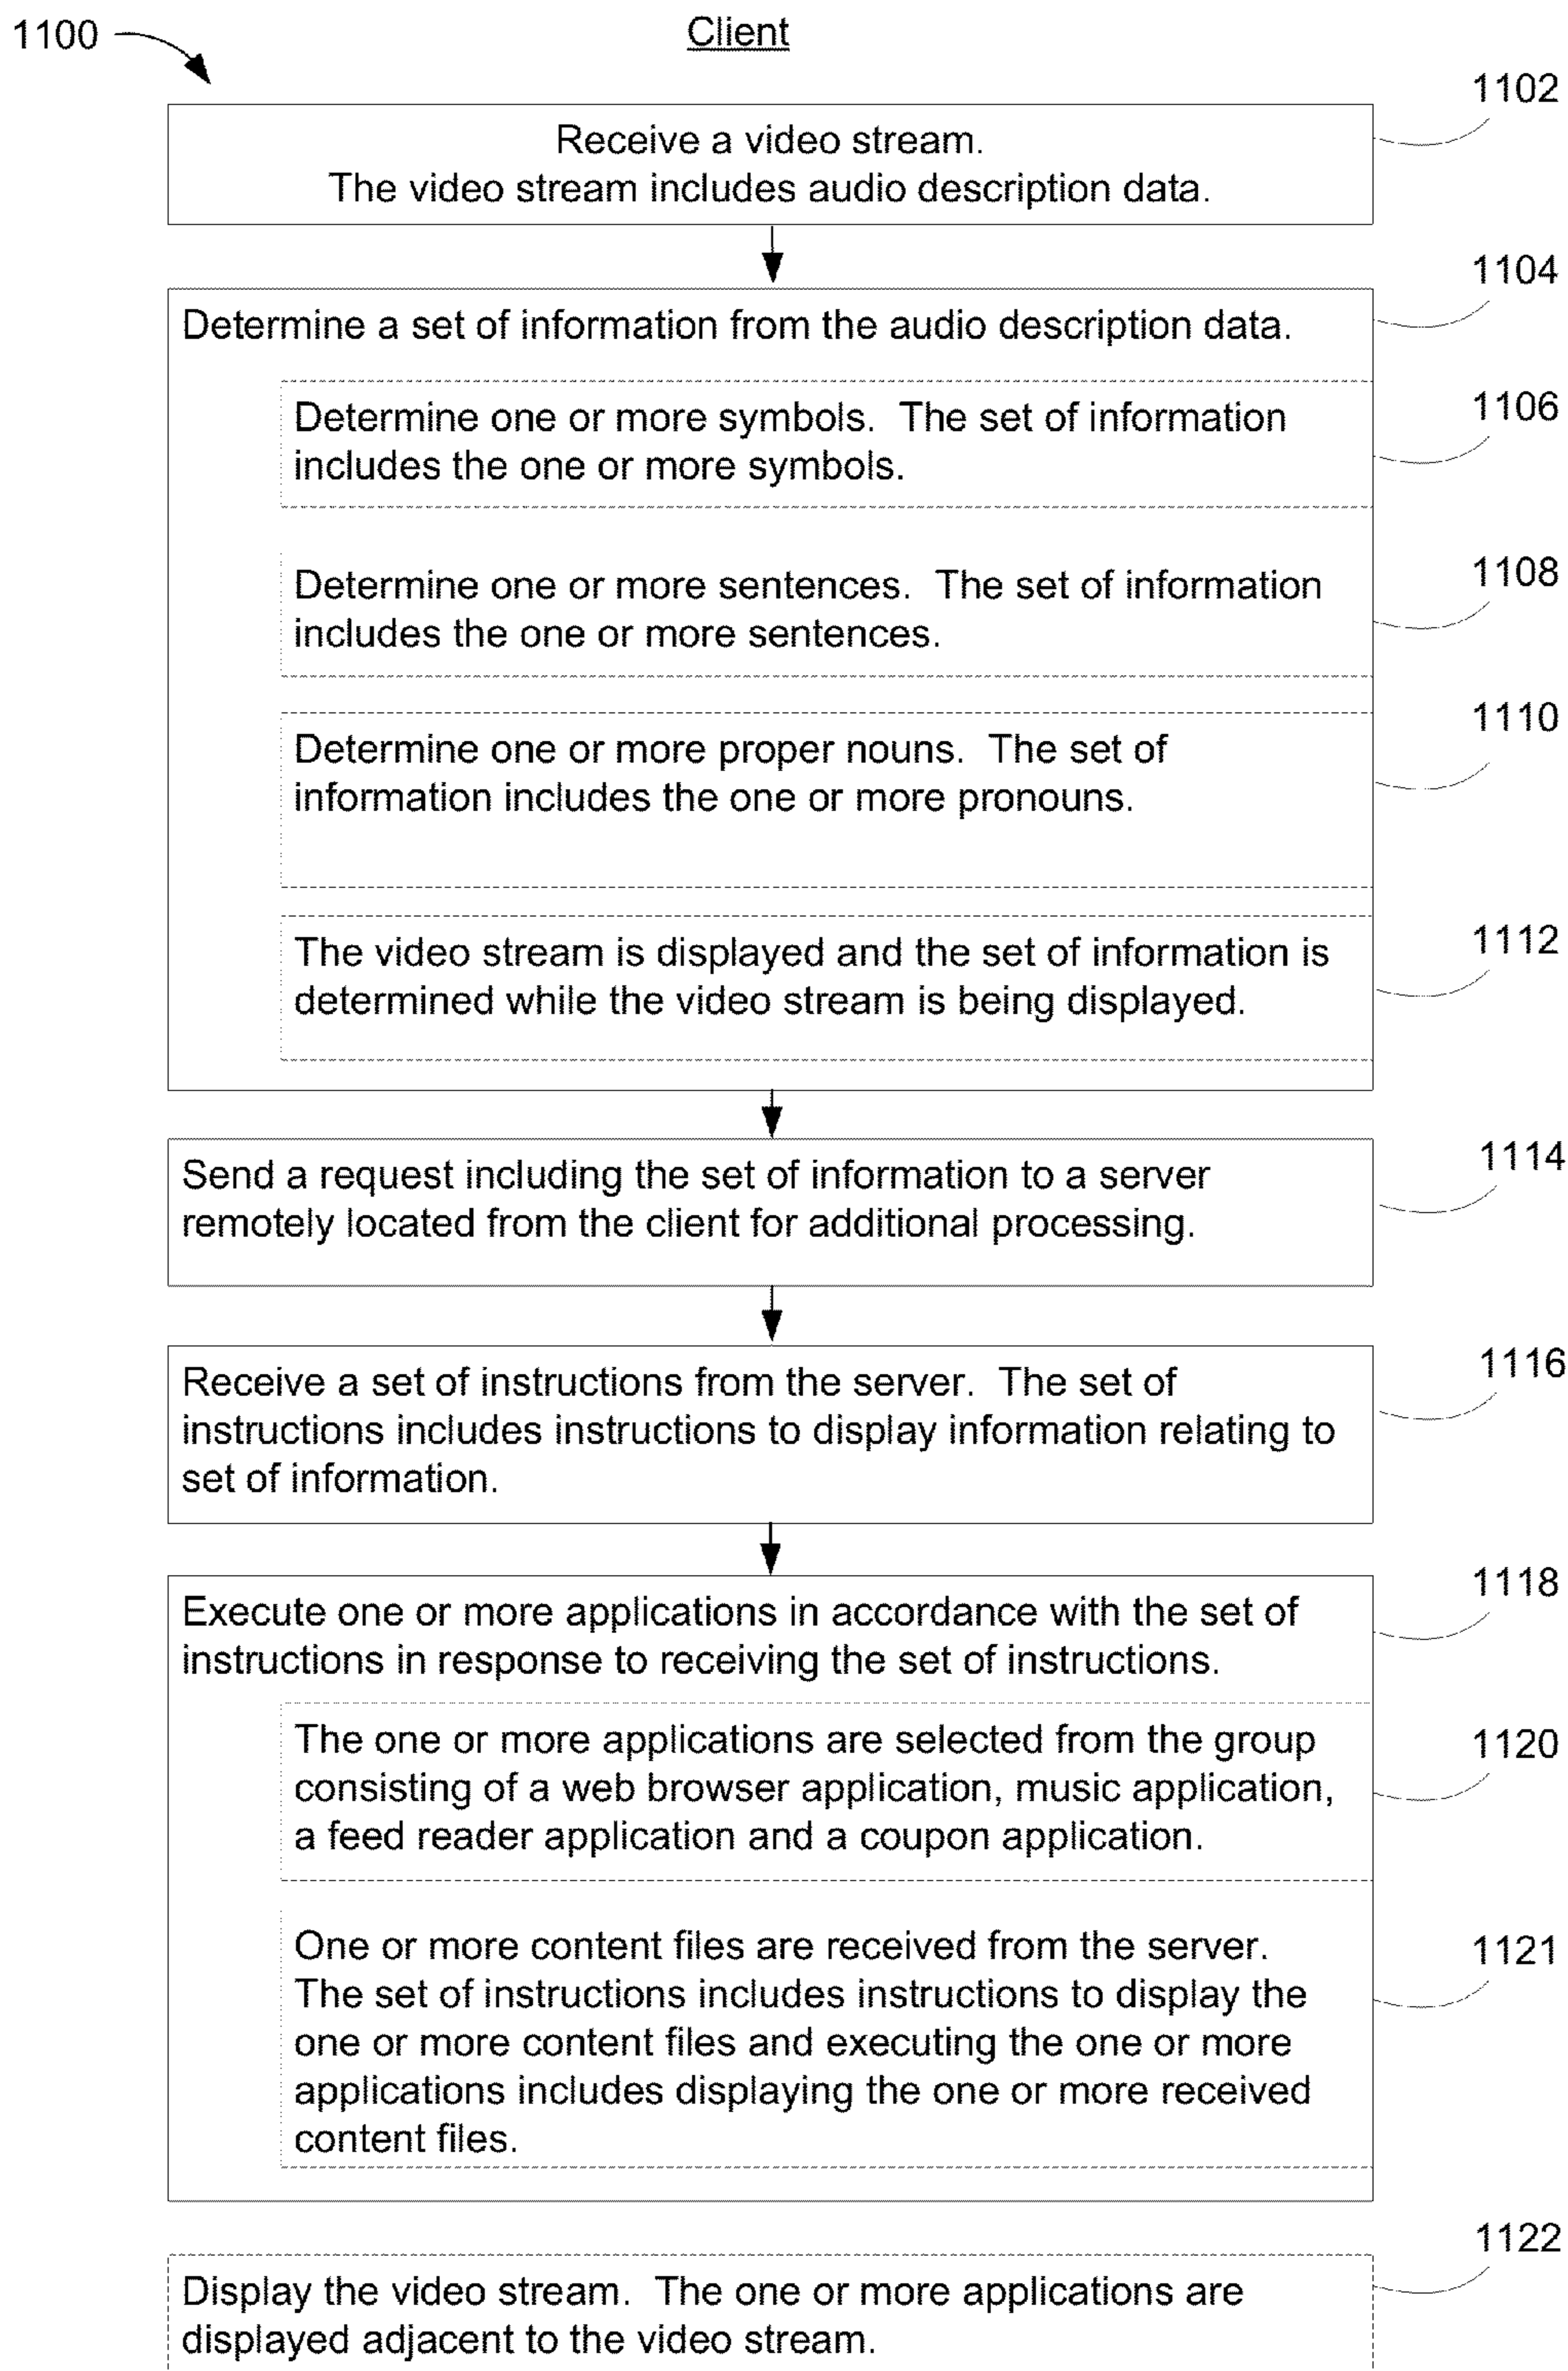 1100
Client
1102
Receive a video stream.
The video stream includes audio description data.
1104
Determine a set of information from the audio description data.
1106
Determine one or more symbols.  The set of information
includes the one or more symbols.
1108
Determine one or more sentences.  The set of information
includes the one or more sentences.
1110
Determine one or more proper nouns.  The set of
information includes the one or more pronouns.
1112
The video stream is displayed and the set of information is
determined while the video stream is being displayed.
1114
Send a request including the set of information to a server
remotely located from the client for additional processing.
1116
Receive a set of instructions from the server.  The set of
instructions includes instructions to display information relating to
set of information.
1118
Execute one or more applications in accordance with the set of
instructions in response to receiving the set of instructions.
1120
The one or more applications are selected from the group
consisting of a web browser application, music application,
a feed reader application and a coupon application.
1121
One or more content files are received from the server.
The set of instructions includes instructions to display the
one or more content files and executing the one or more
applications includes displaying the one or more received
content files.
1122
Display the video stream.  The one or more applications are
displayed adjacent to the video stream.